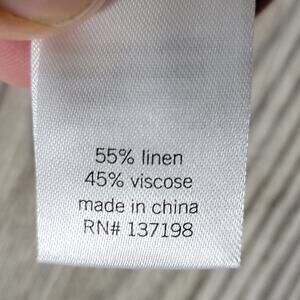 55% linen
45% viscose
made in china
RN# 137198